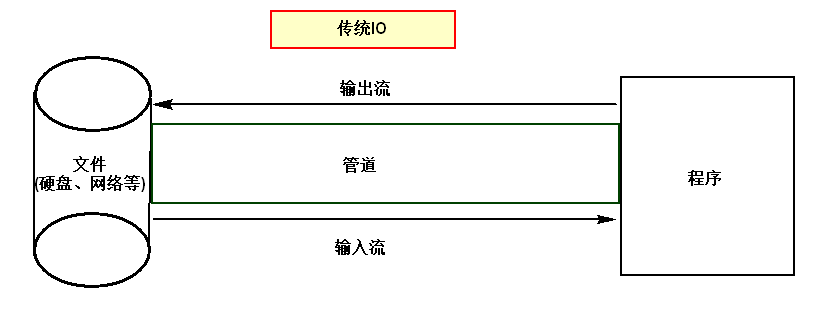 传统IO
输出流
文件
(硬盘、网络等)
管道
程序
输入流